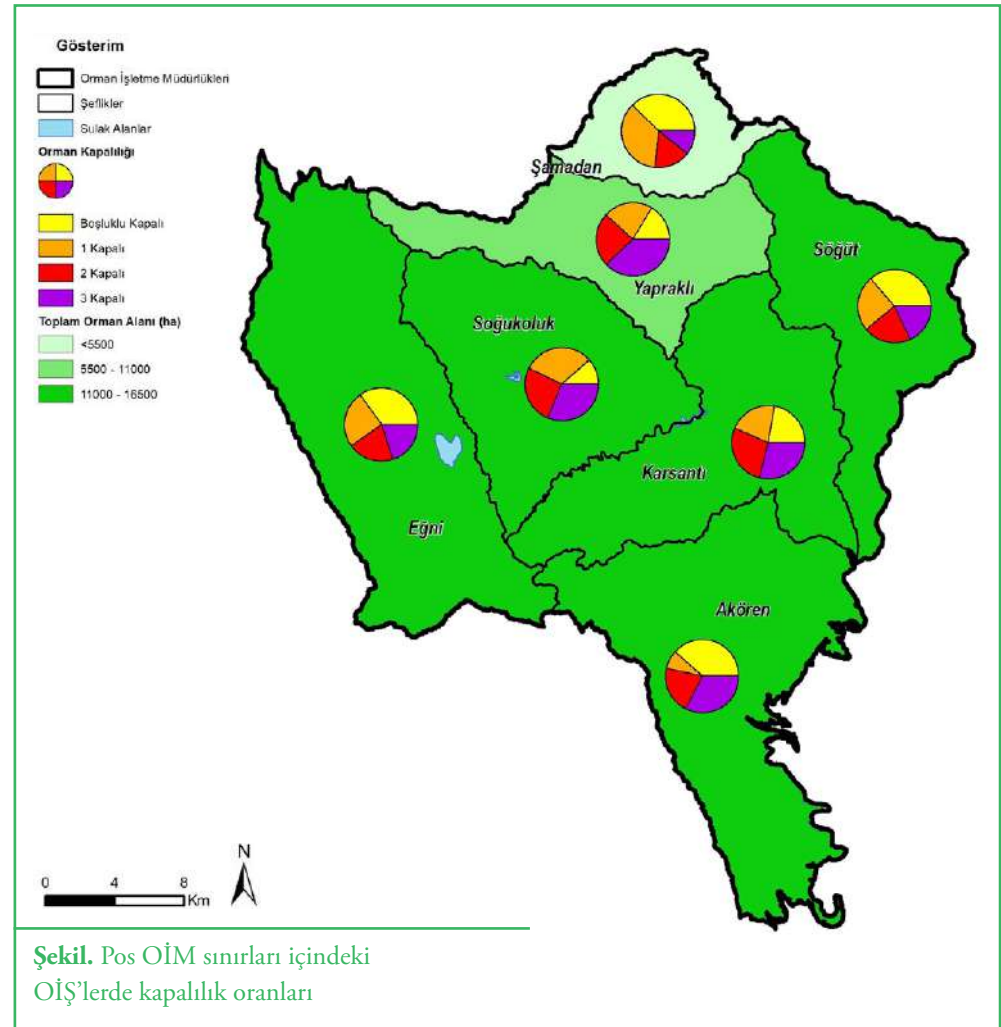 Gösterim
Orman İşletme Müdürlükleri
Şeflikler
Sulak Alanlar
Orman Kapalılığı
Boşluklu Kapalı
1 Kapalı
2 Kapalı
3 Kapalı
Toplam Orman Alanı (ha)
<5500
5500 - 11000
11000 - 16500
Şamadan
Yapraklı
Söğüt
Soğukoluk
Karsantı
Eğni
Akören
N
0 4 8
Km
Şekil. Pos OİM sınırları içindeki
OİŞ’lerde kapalılık oranları